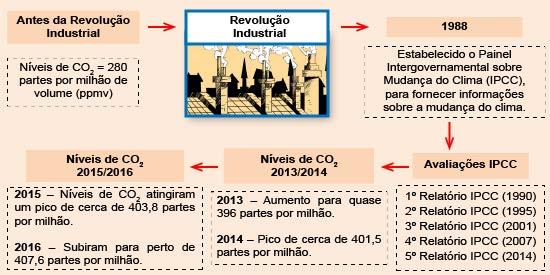 Antes da Revolução
Industrial
Níveis de CO2 = 280
partes por milhão de
volume (ppmv)
Revolução
Industrial
1988
Estabelecido o Painel
Intergovernamental sobre
Mudança do Clima (IPCC),
para fornecer informações
sobre a mudança do clima.
Avaliações IPCC
1º Relatório IPCC (1990)
2º Relatório IPCC (1995)
3º Relatório IPCC (2001)
4º Relatório IPCC (2007)
5º Relatório IPCC (2014)
Níveis de CO2
2013/2014
2013 – Aumento para quase
396 partes por milhão.
2014 – Pico de cerca de 401,5
partes por milhão.
Níveis de CO2
2015/2016
2015 – Níveis de CO2 atingiram
um pico de cerca de 403,8 partes
por milhão.
2016 – Subiram para perto de
407,6 partes por milhão.